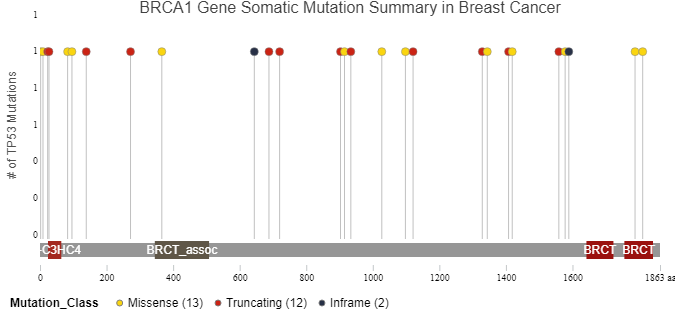 BRCA1 Gene Somatic Mutation Summary in Breast Cancer
# of TP53 Mutations
1
1
1
1
0
0
0
C3HC4 BRCT_assoc BRCT BRCT
0 200 400 600 800 1000 1200 1400 1600 1863 aa
Mutation_Class Missense (13) Truncating (12) Inframe (2)